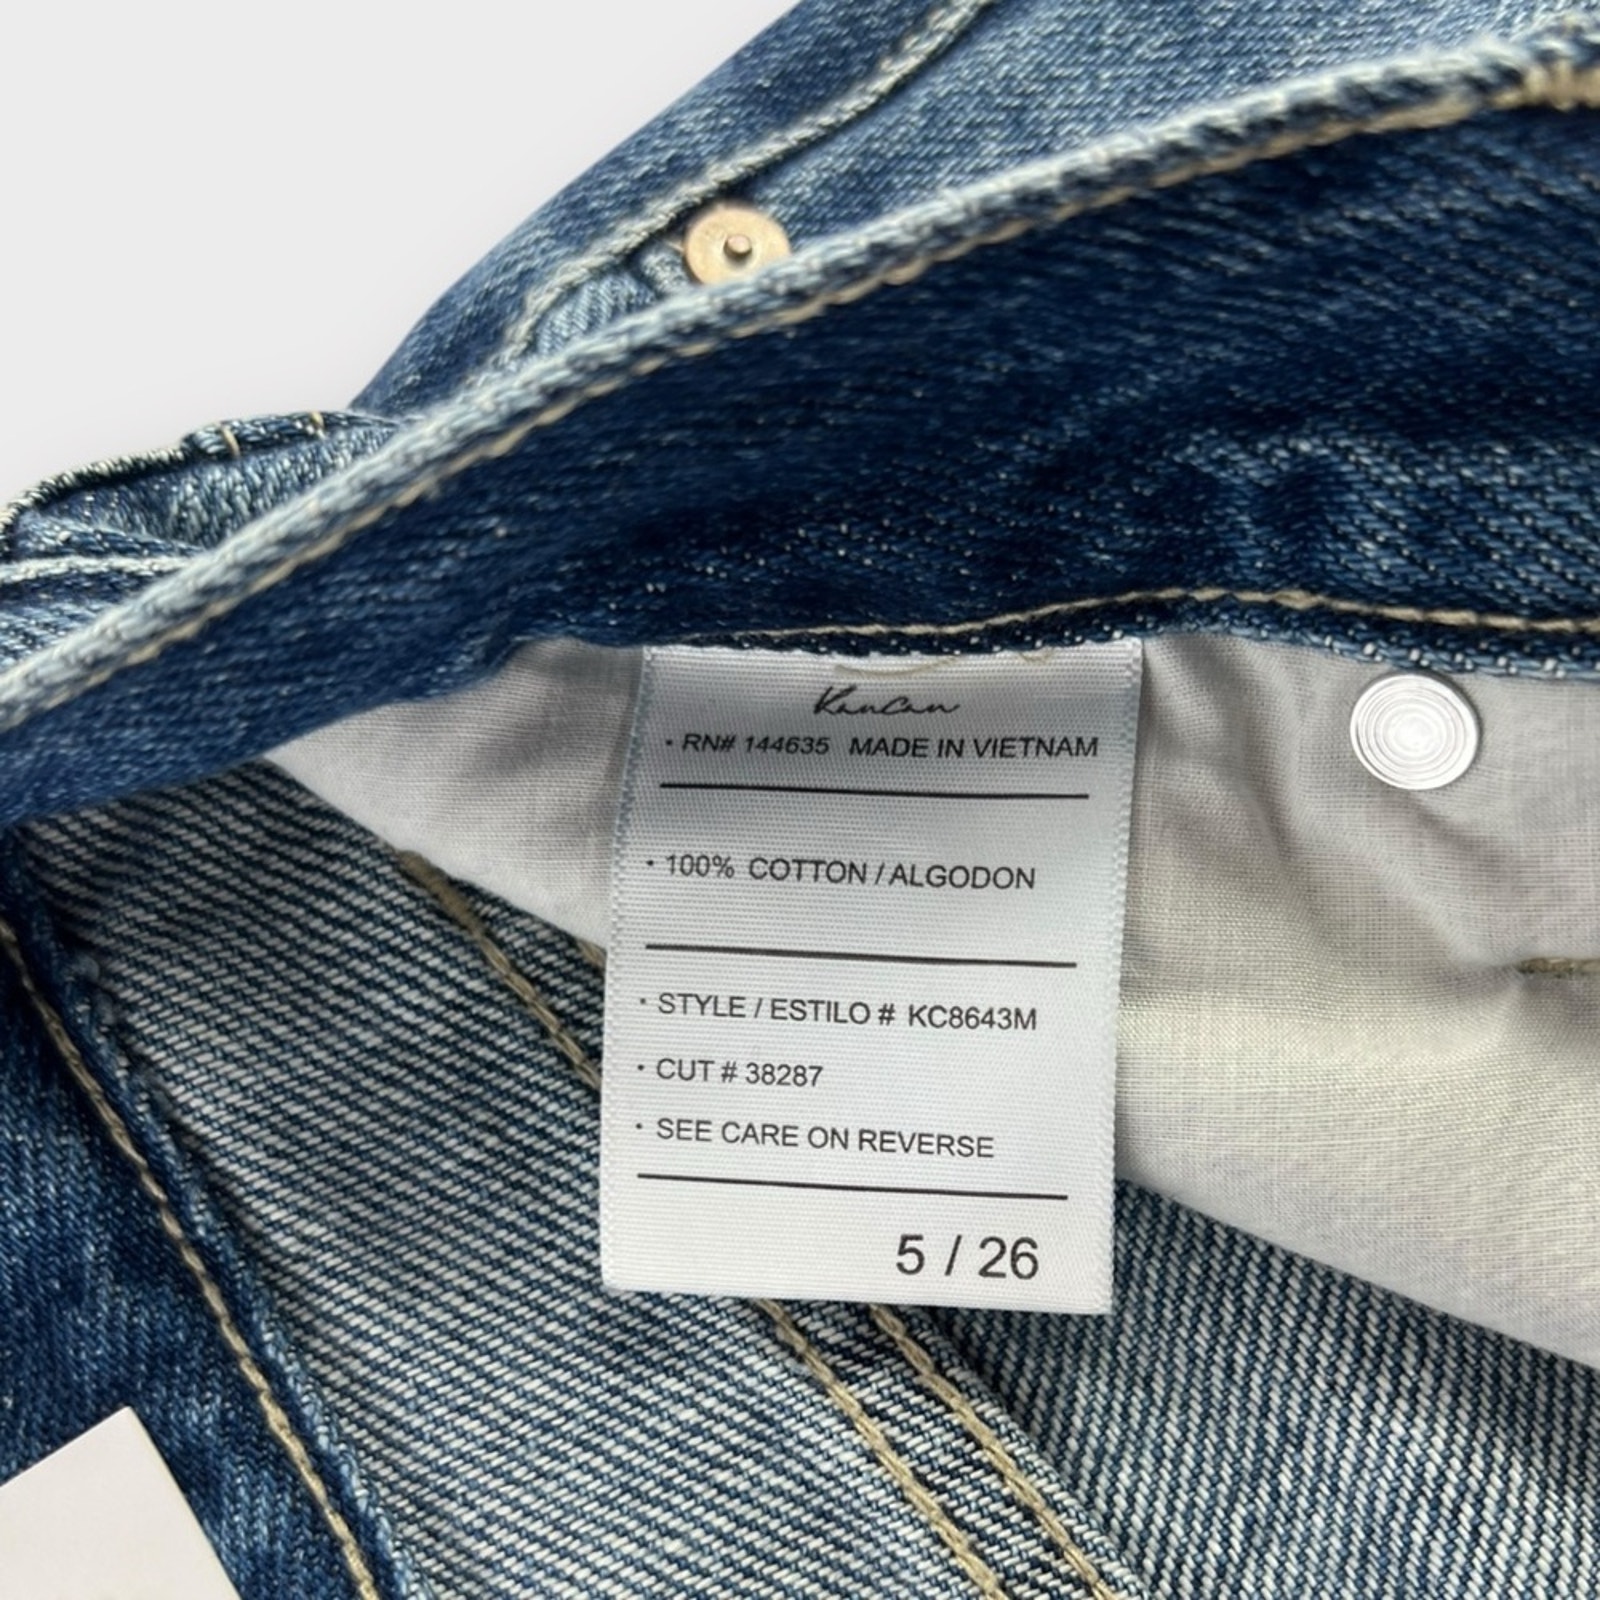 KanCan
· RN# 144635 MADE IN VIETNAM
· 100% COTTON / ALGODON
· STYLE / ESTILO # KC8643M
· CUT # 38287
· SEE CARE ON REVERSE
5 / 26